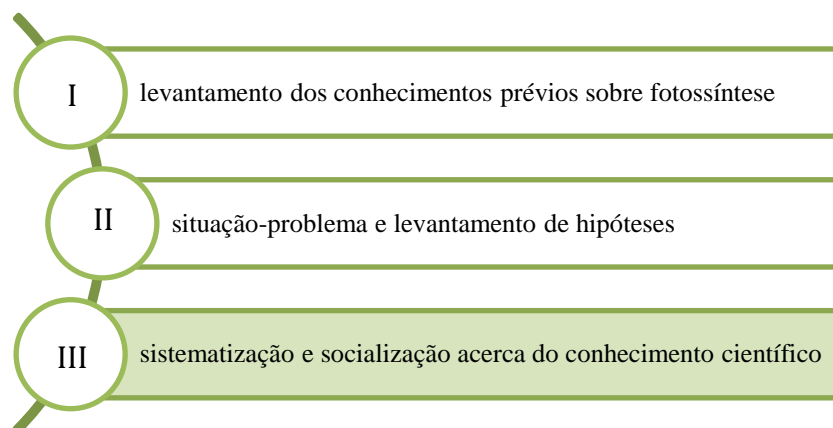 I levantamento dos conhecimentos prévios sobre fotossíntese
II situação-problema e levantamento de hipóteses
III sistematização e socialização acerca do conhecimento científico